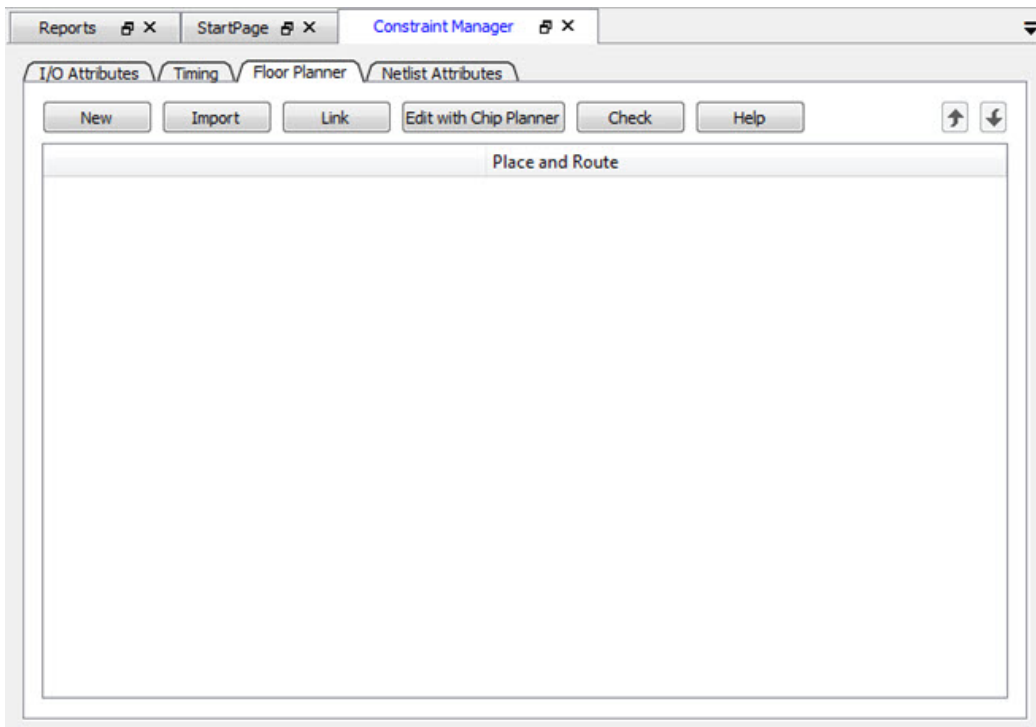 Reports StartPage Constraint Manager
I/O Attributes Timing Floor Planner Netlist Attributes
New Import Link Edit with Chip Planner Check Help
Place and Route